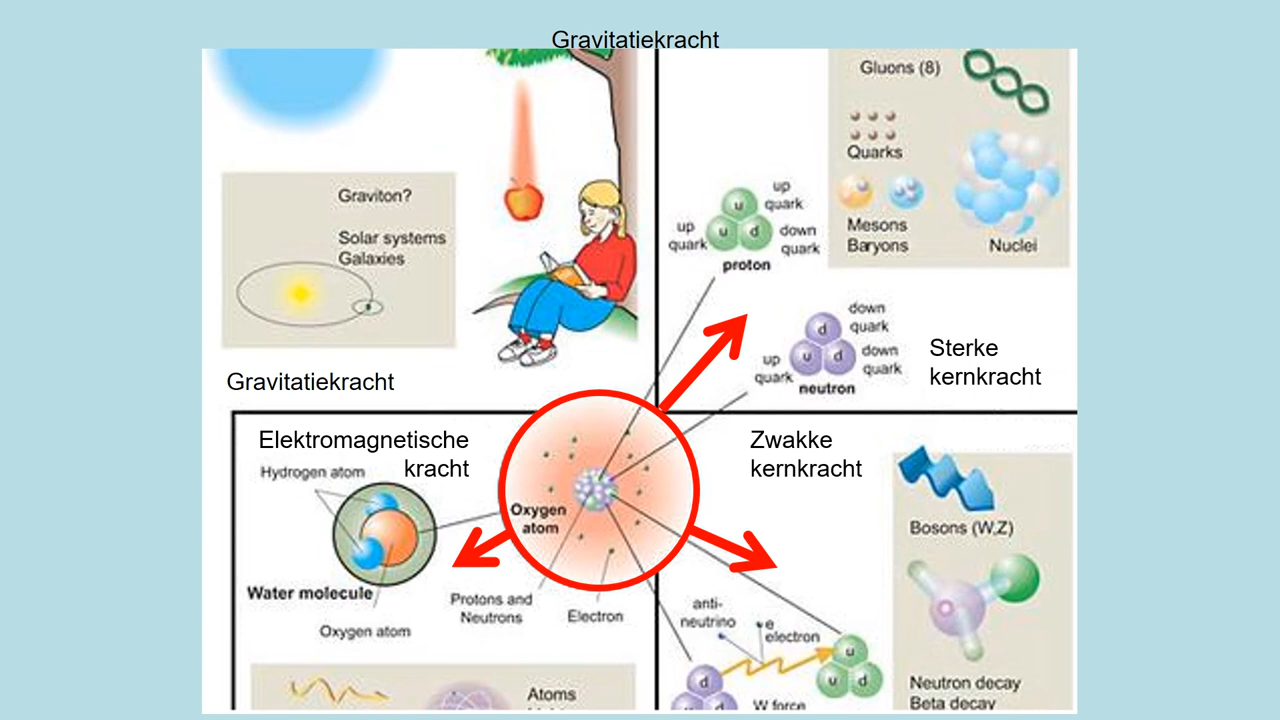 Gravitatiekracht
Graviton?
Solar systems
Galaxies
Gravitatiekracht
Gluons (8)
Quarks
Mesons
Baryons
Nuclei
up
quark
up
quark
u
u
d
down
quark
proton
down
quark
d
u
d
down
quark
up
quark
neutron
Sterke
kernkracht
Elektromagnetische
kracht
Hydrogen atom
Oxygen
atom
Water molecule
Oxygen atom
Protons and
Neutrons
Electron
Atoms
Zwakke
kernkracht
Bosons (W,Z)
anti-
neutrino
e
electron
u
u
d
d
W force
Neutron decay
Beta decay